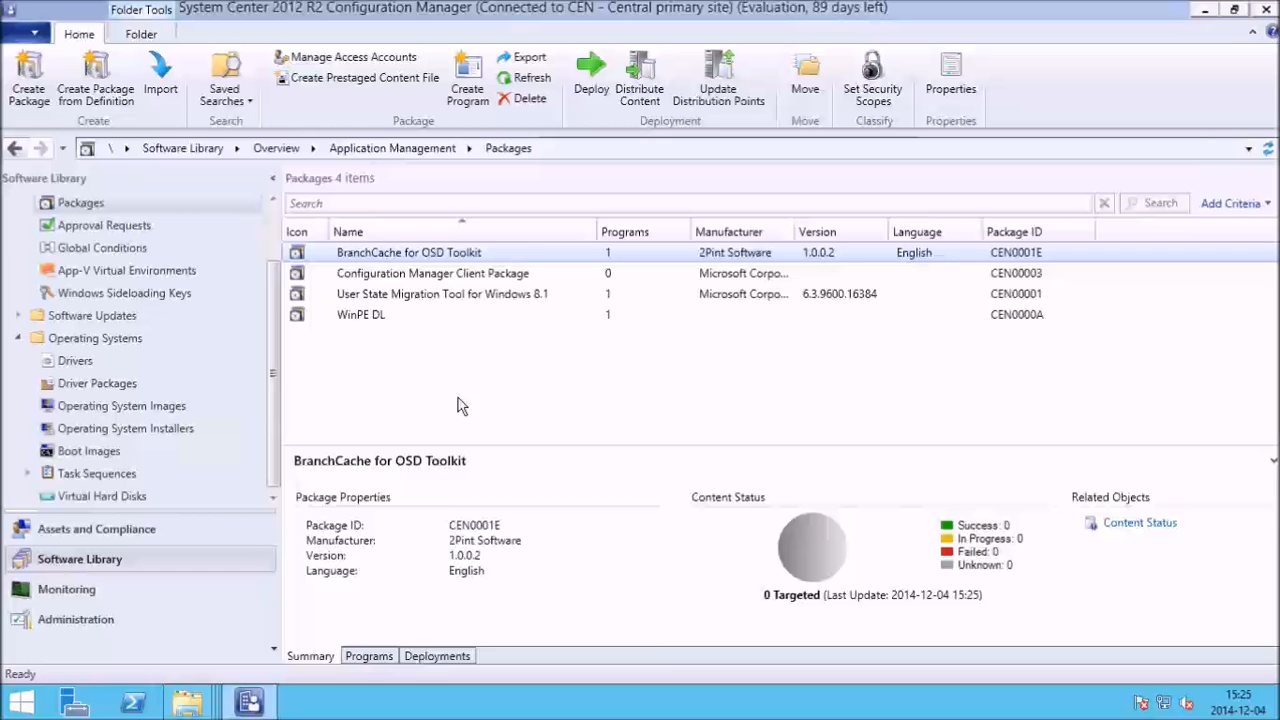 Folder Tools
System Center 2012 R2 Configuration Manager (Connected to CEN - Central primary site) (Evaluation, 89 days left)
Home
Folder
Create Package
Create Package from Definition
Import
Create
Saved Searches
Search
Manage Access Accounts
Create Prestaged Content File
Create Program
Export
Refresh
Delete
Package
Deploy
Distribute Content
Update Distribution Points
Deployment
Move
Move
Set Security Scopes
Classify
Properties
Properties
\ Software Library Overview Application Management Packages
Software Library
Packages
Approval Requests
Global Conditions
App-V Virtual Environments
Windows Sideloading Keys
Software Updates
Operating Systems
Drivers
Driver Packages
Operating System Images
Operating System Installers
Boot Images
Task Sequences
Virtual Hard Disks
Assets and Compliance
Software Library
Monitoring
Administration
Packages 4 items
Search
Search
Add Criteria
Icon Name Programs Manufacturer Version Language Package ID
BranchCache for OSD Toolkit 1 2Pint Software 1.0.0.2 English CEN0001E
Configuration Manager Client Package 0 Microsoft Corpo... CEN00003
User State Migration Tool for Windows 8.1 1 Microsoft Corpo... 6.3.9600.16384 CEN00001
WinPE DL 1 CEN0000A
BranchCache for OSD Toolkit
Package Properties
Package ID: CEN0001E
Manufacturer: 2Pint Software
Version: 1.0.0.2
Language: English
Content Status
Success: 0
In Progress: 0
Failed: 0
Unknown: 0
0 Targeted (Last Update: 2014-12-04 15:25)
Related Objects
Content Status
Summary Programs Deployments
Ready
15:25
2014-12-04